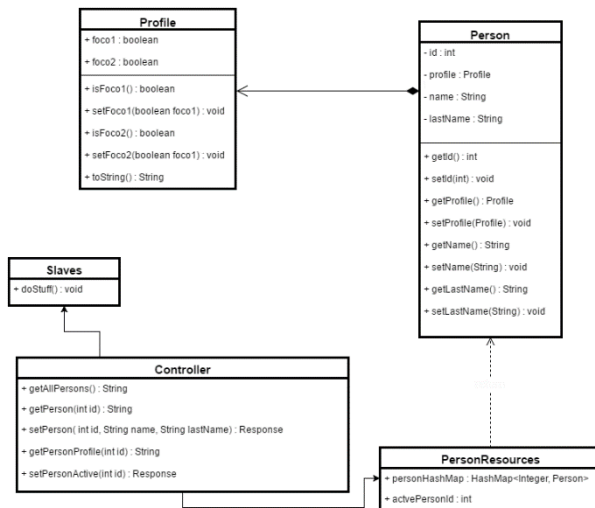 Profile
+ foco1 : boolean
+ foco2 : boolean
+ isFoco1() : boolean
+ setFoco1(boolean foco1) : void
+ isFoco2() : boolean
+ setFoco2(boolean foco1) : void
+ toString() : String
Person
- id : int
- profile : Profile
- name : String
- lastName : String
+ getId() : int
+ setId(int) : void
+ getProfile() : Profile
+ setProfile(Profile) : void
+ getName() : String
+ setName(String) : void
+ getLastName() : String
+ setLastName(String) : void
Slaves
+ doStuff() : void
Controller
+ getAllPersons() : String
+ getPerson(int id) : String
+ setPerson( int id, String name, String lastName) : Response
+ getPersonProfile(int id) : String
+ setPersonActive(int id) : Response
PersonResources
+ personHashMap : HashMap<Integer, Person>
+ actvePersonId : int